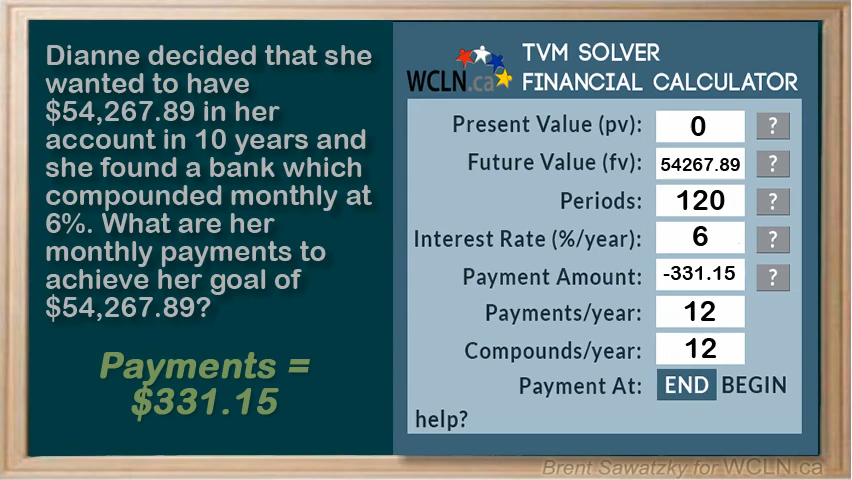 Dianne decided that she
wanted to have
$54,267.89 in her
account in 10 years and
she found a bank which
compounded monthly at
6%. What are her
monthly payments to
achieve her goal of
$54,267.89?
Payments =
$331.15
WCLN.ca
TVM SOLVER
FINANCIAL CALCULATOR
Present Value (pv): 0 ?
Future Value (fv): 54267.89 ?
Periods: 120 ?
Interest Rate (%/year): 6 ?
Payment Amount: -331.15 ?
Payments/year: 12
Compounds/year: 12
Payment At: END BEGIN
help?
Brent Sawatzky for WCLN.ca